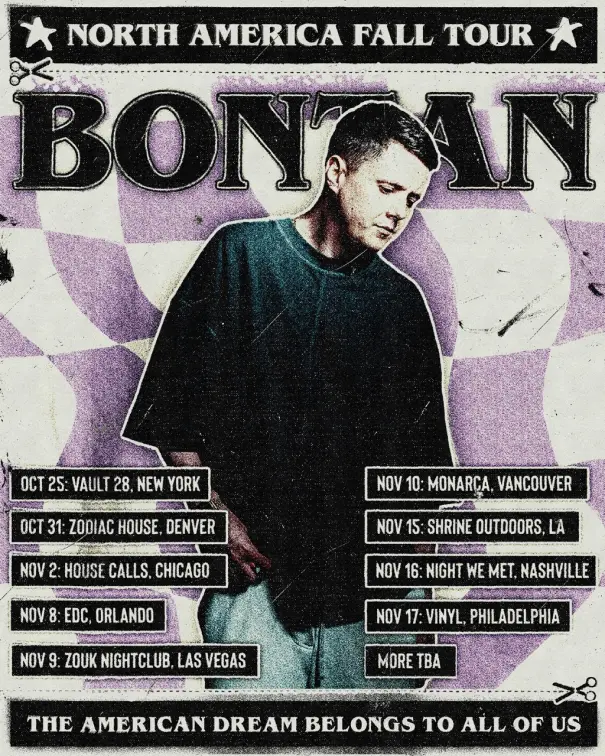 NORTH AMERICA FALL TOUR
BONTAN
OCT 25: VAULT 28, NEW YORK
OCT 31: ZODIAC HOUSE, DENVER
NOV 2: HOUSE CALLS, CHICAGO
NOV 8: EDC, ORLANDO
NOV 9: ZOUK NIGHTCLUB, LAS VEGAS
NOV 10: MONARCA, VANCOUVER
NOV 15: SHRINE OUTDOORS, LA
NOV 16: NIGHT WE MET, NASHVILLE
NOV 17: VINYL, PHILADELPHIA
MORE TBA
THE AMERICAN DREAM BELONGS TO ALL OF US